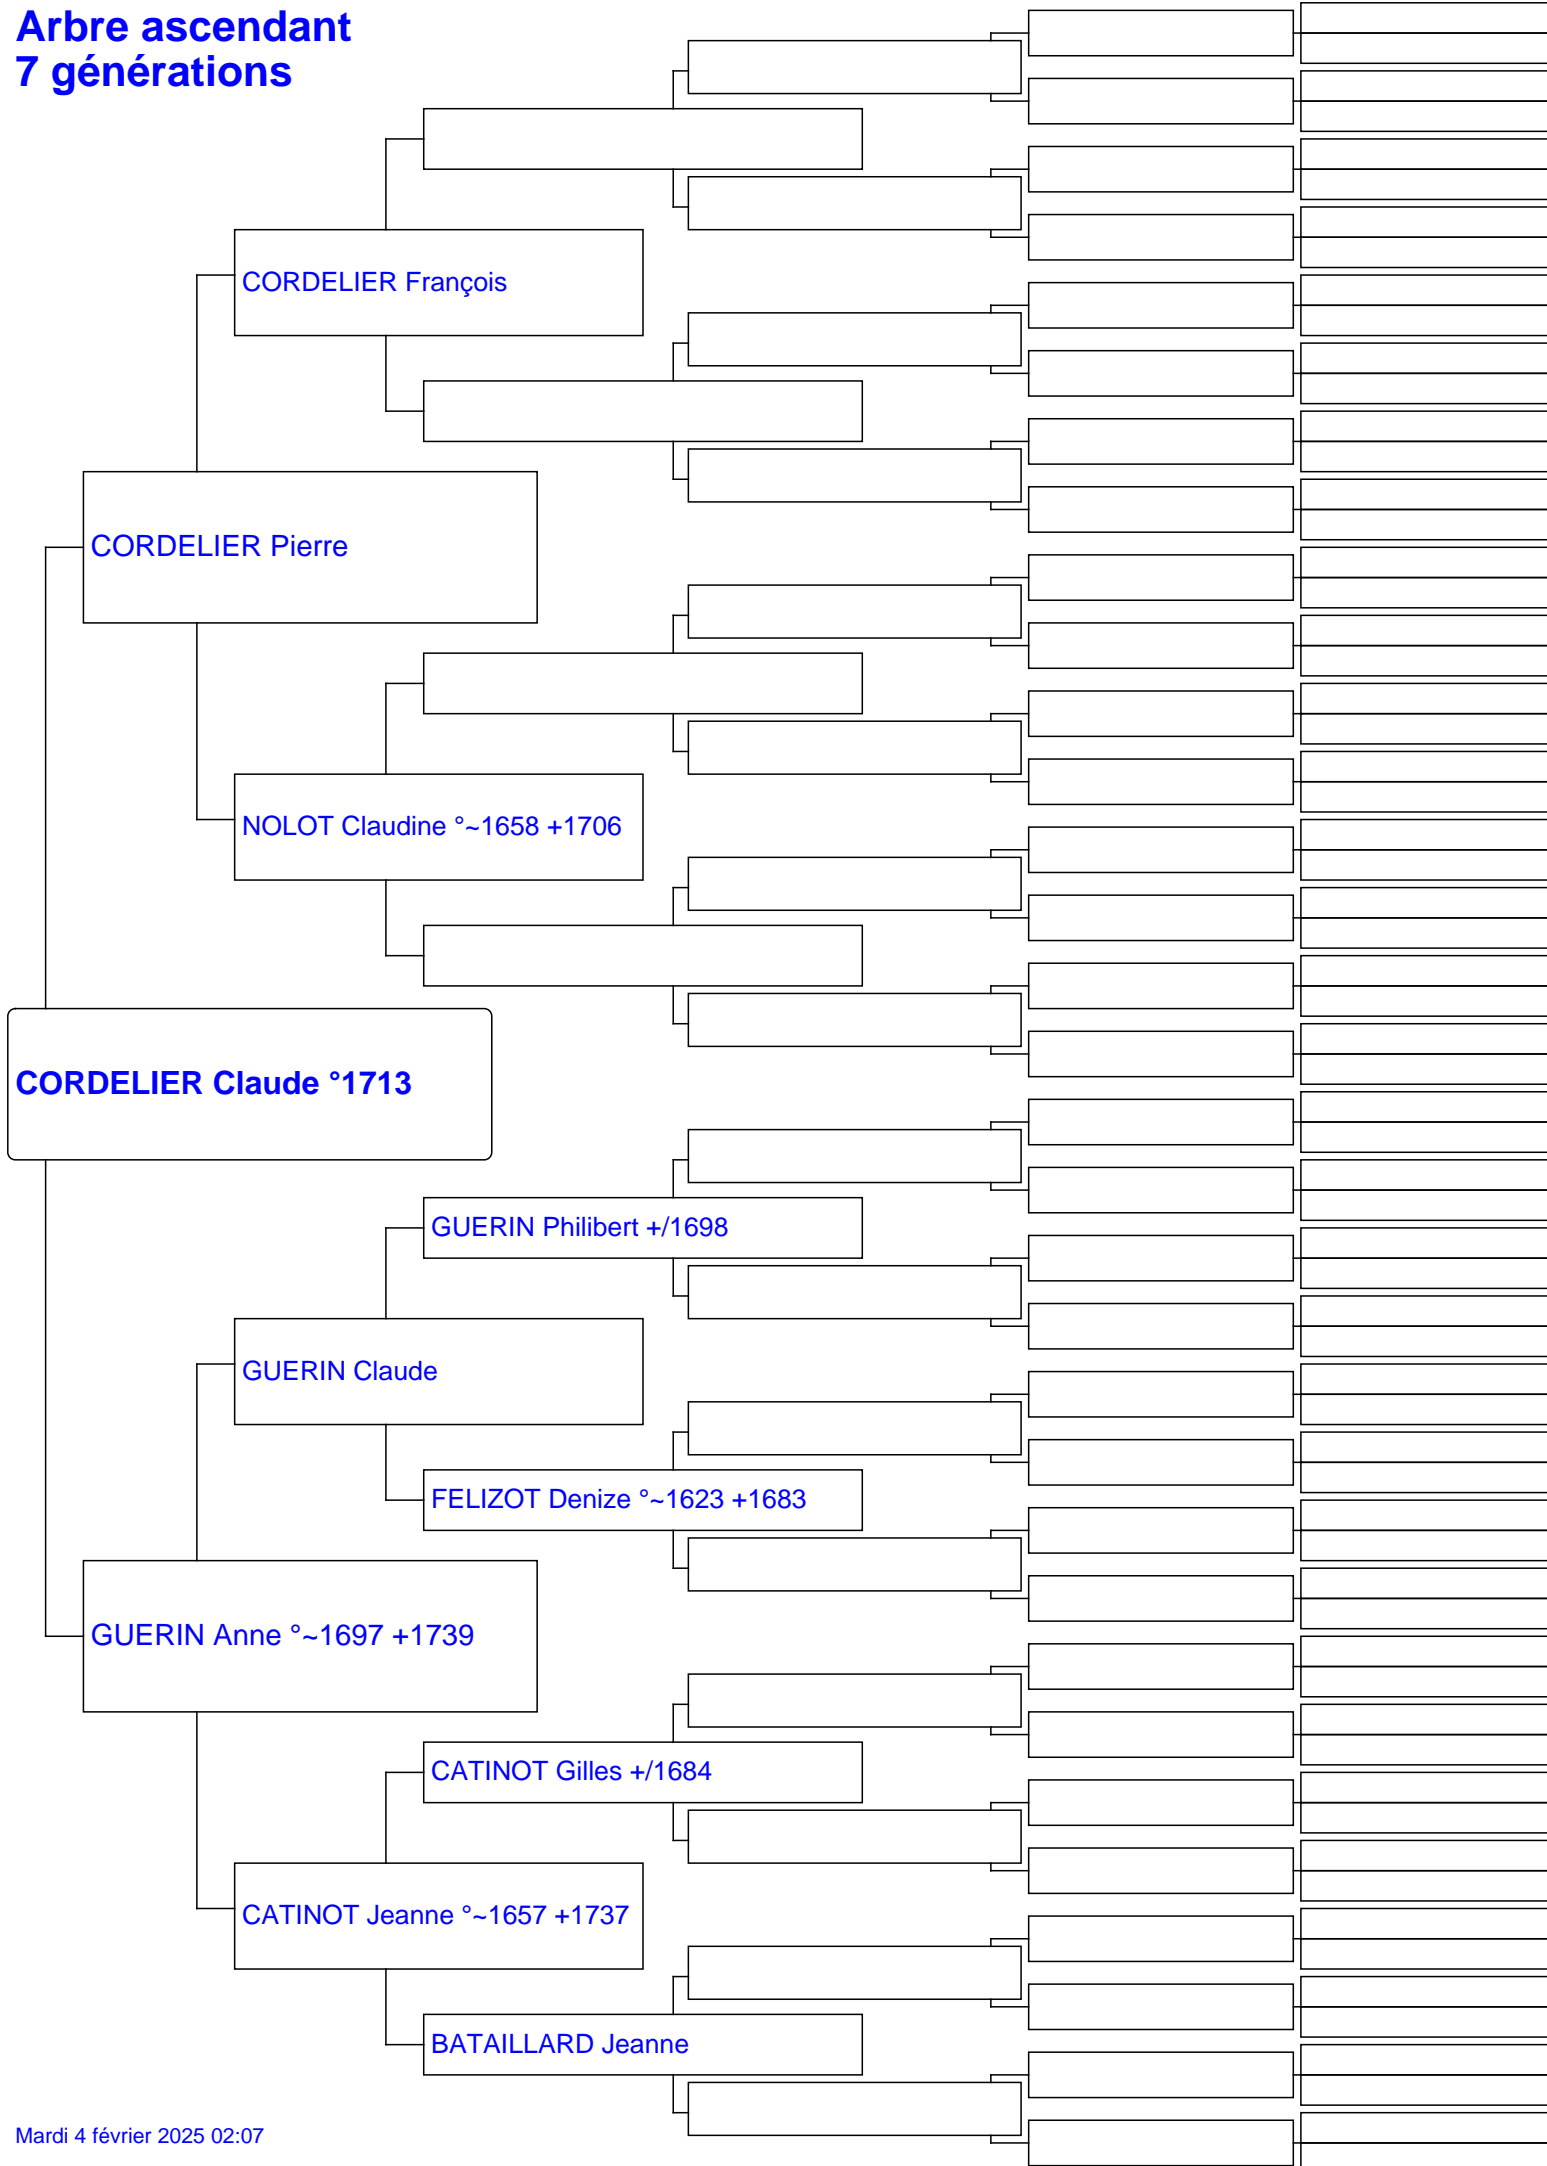 Arbre ascendant
7 générations
CORDELIER François
CORDELIER Pierre
NOLOT Claudine °~1658 +1706
CORDELIER Claude °1713
GUERIN Philibert +/1698
GUERIN Claude
FELIZOT Denize °~1623 +1683
GUERIN Anne °~1697 +1739
CATINOT Gilles +/1684
CATINOT Jeanne °~1657 +1737
BATAILLARD Jeanne
Mardi 4 février 2025 02:07